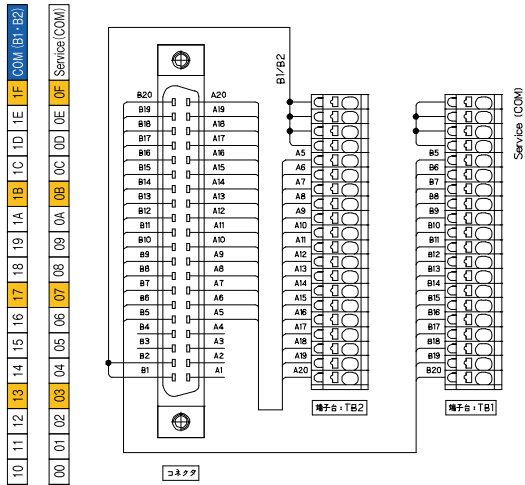 COM (B1・B2)
1F
1E
1D
1C
1B
1A
19
18
17
16
15
14
13
12
11
10
Service(COM)
0F
0E
0D
0C
0B
0A
09
08
07
06
05
04
03
02
01
00
B20 A20
B19 A19
B18 A18
B17 A17
B16 A16
B15 A15
B14 A14
B13 A13
B12 A12
B11 A11
B10 A10
B9 A9
B8 A8
B7 A7
B6 A6
B5 A5
B4 A4
B3 A3
B2 A2
B1 A1
コネクタ
B1/B2
A5
A6
A7
A8
A9
A10
A11
A12
A13
A14
A15
A16
A17
A18
A19
A20
端子台：TB2
B5
B6
B7
B8
B9
B10
B11
B12
B13
B14
B15
B16
B17
B18
B19
B20
端子台：TB1
Service (COM)